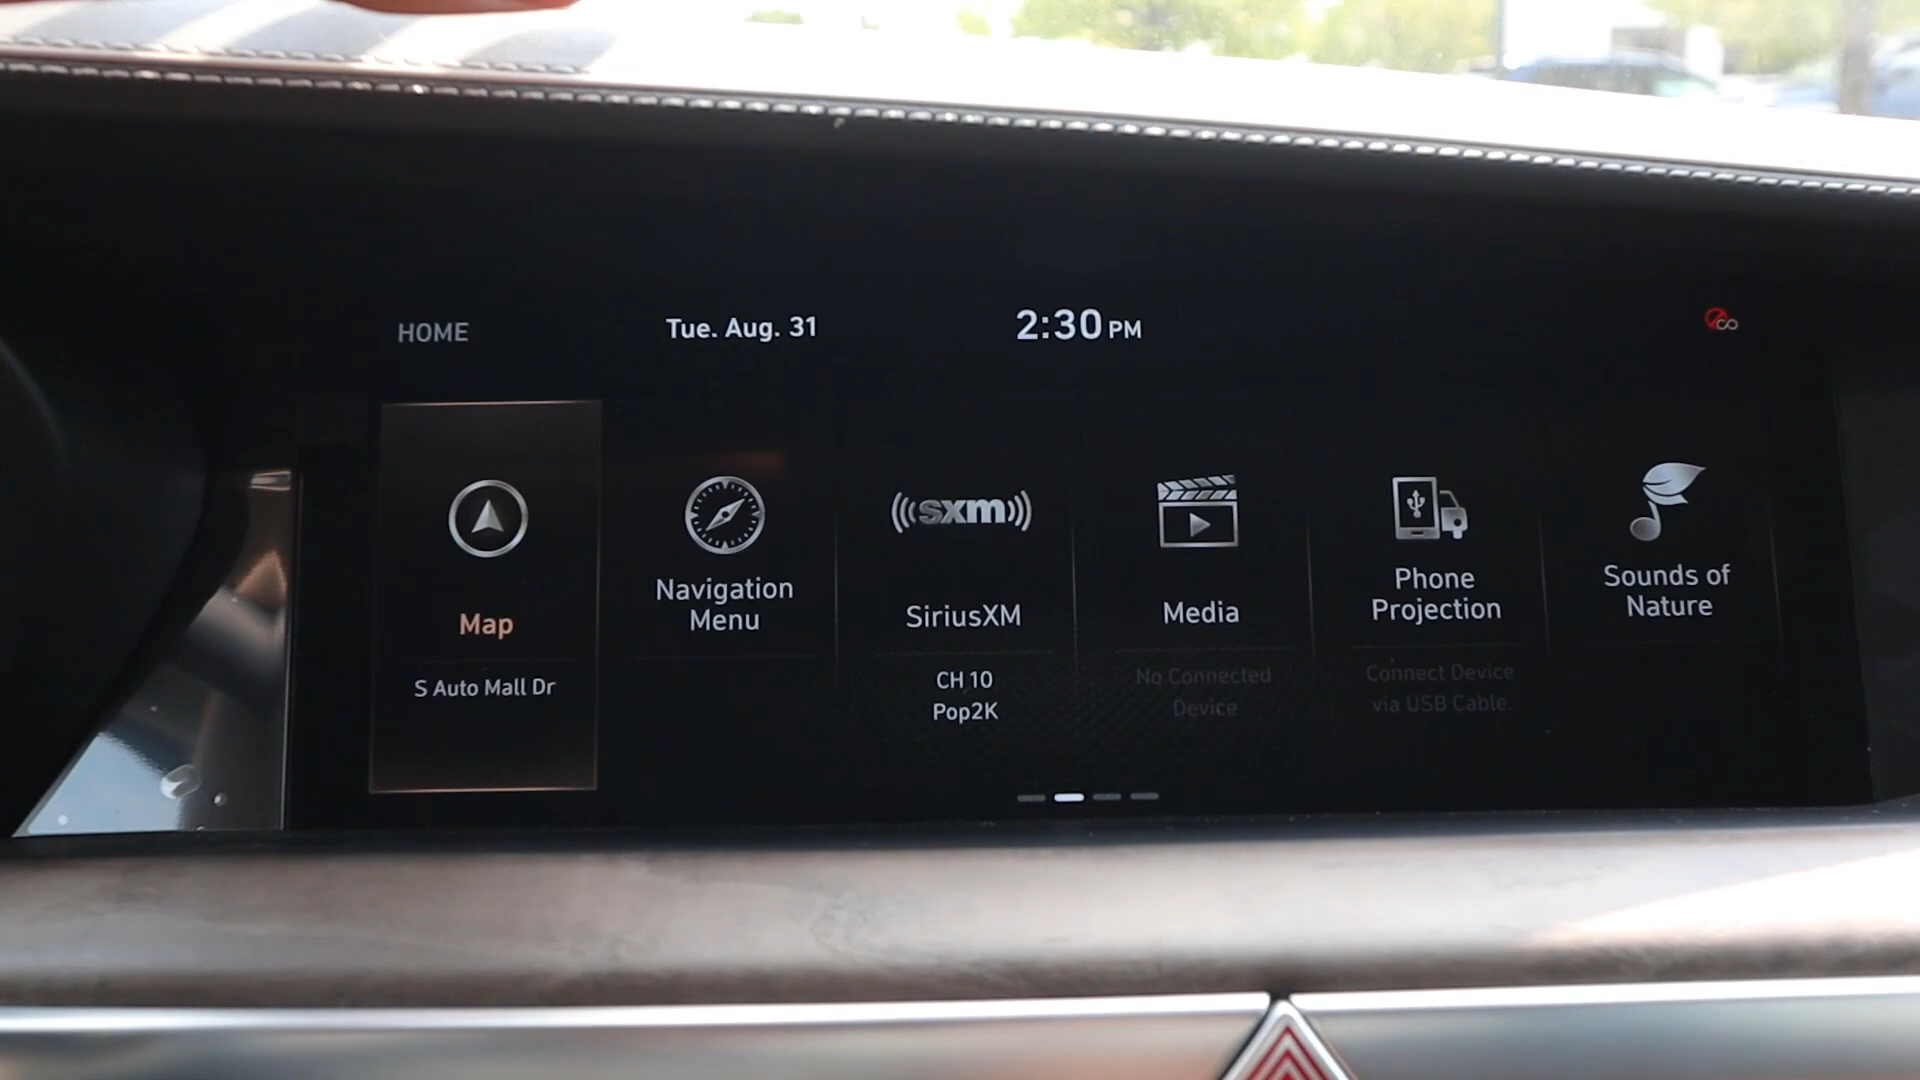 HOME
Tue. Aug. 31
2:30 PM
Map
S Auto Mall Dr
Navigation
Menu
((sxm))
SiriusXM
CH 10
Pop2K
Media
No Connected
Device
Phone
Projection
Connect Device
via USB Cable.
Sounds of
Nature